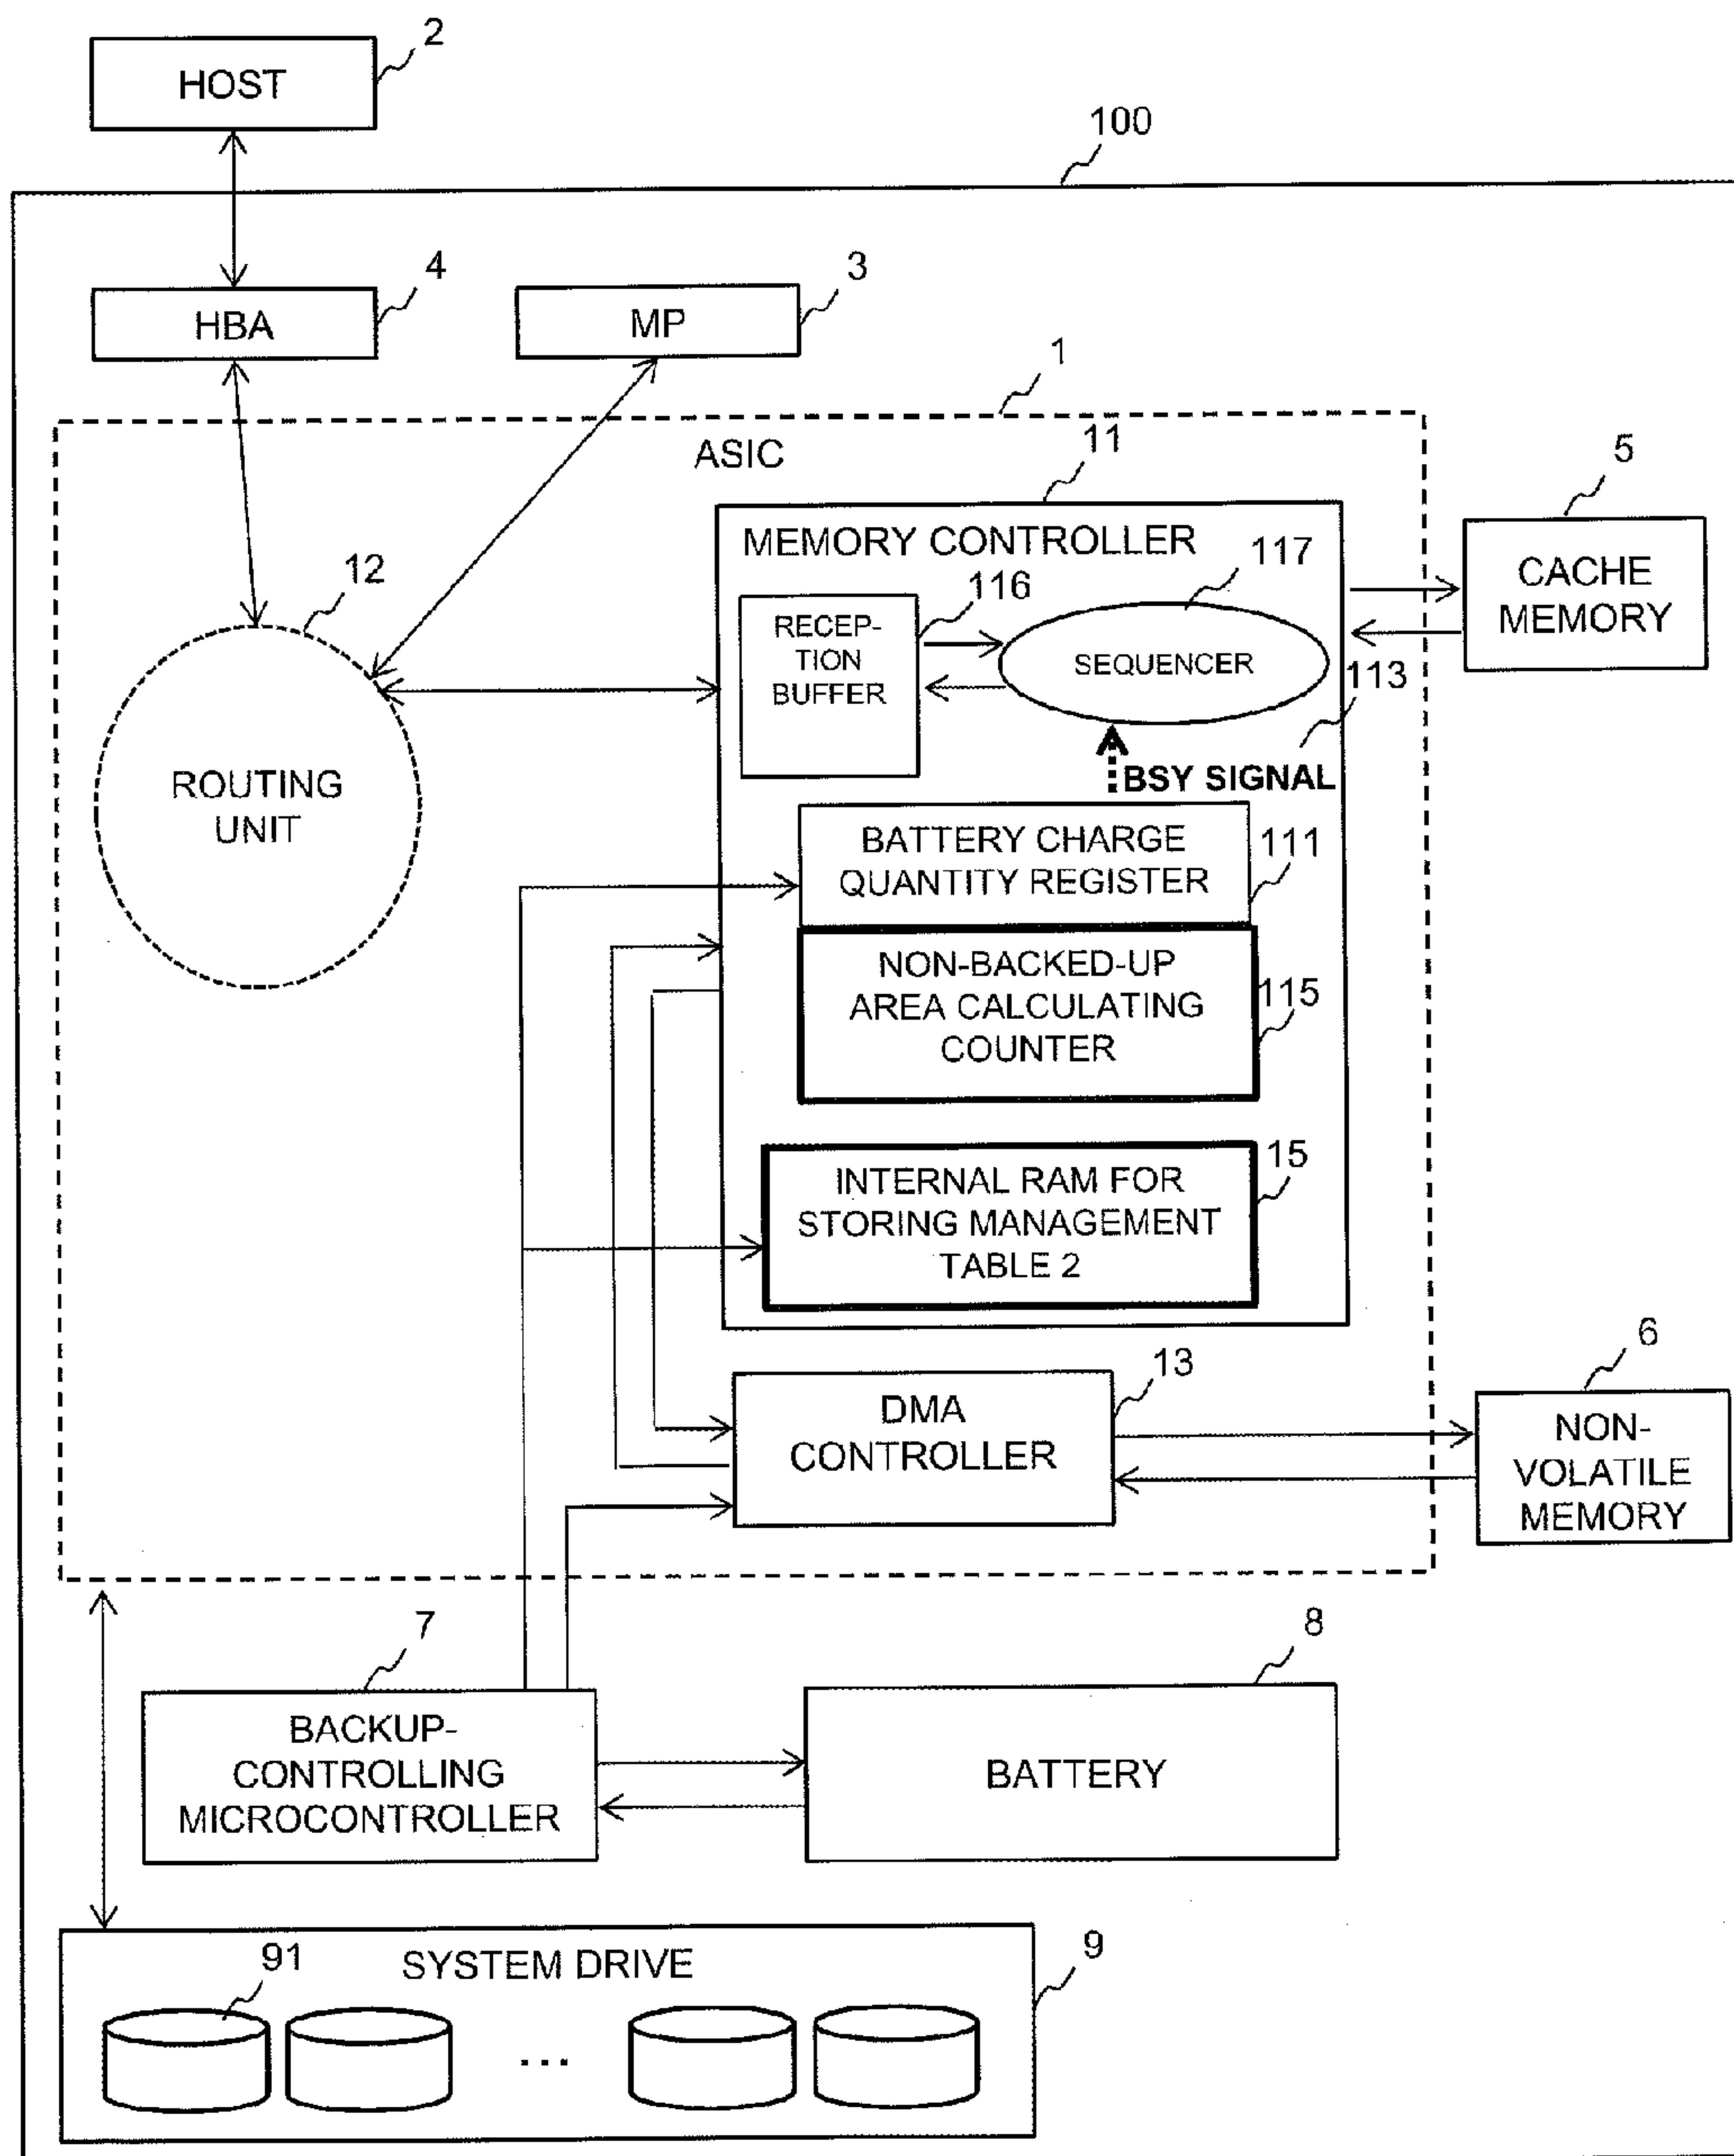 2
HOST
100
4
HBA
3
MP
1
ASIC
11
MEMORY CONTROLLER
5
CACHE
MEMORY
12
ROUTING
UNIT
116
117
RECEP-
TION
BUFFER
SEQUENCER
113
BSY SIGNAL
BATTERY CHARGE
QUANTITY REGISTER
111
NON-BACKED-UP
AREA CALCULATING
COUNTER
115
15
INTERNAL RAM FOR
STORING MANAGEMENT
TABLE 2
13
DMA
CONTROLLER
6
NON-
VOLATILE
MEMORY
7
BACKUP-
CONTROLLING
MICROCONTROLLER
8
BATTERY
91
SYSTEM DRIVE
9
...